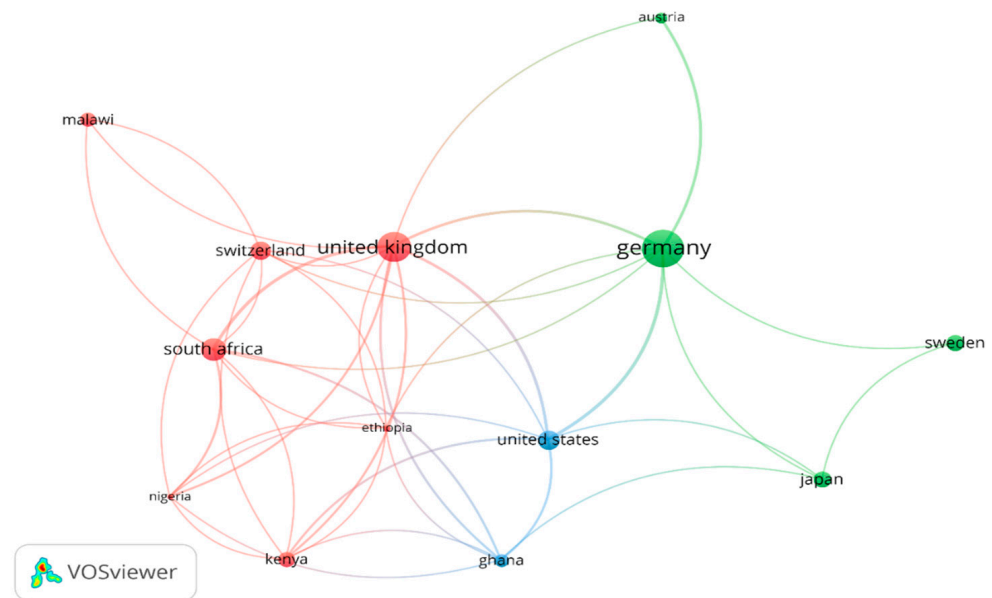 austria
malawi
switzerland
united kingdom
germany
south africa
sweden
ethiopia
united states
japan
nigeria
kenya
ghana
VOSviewer